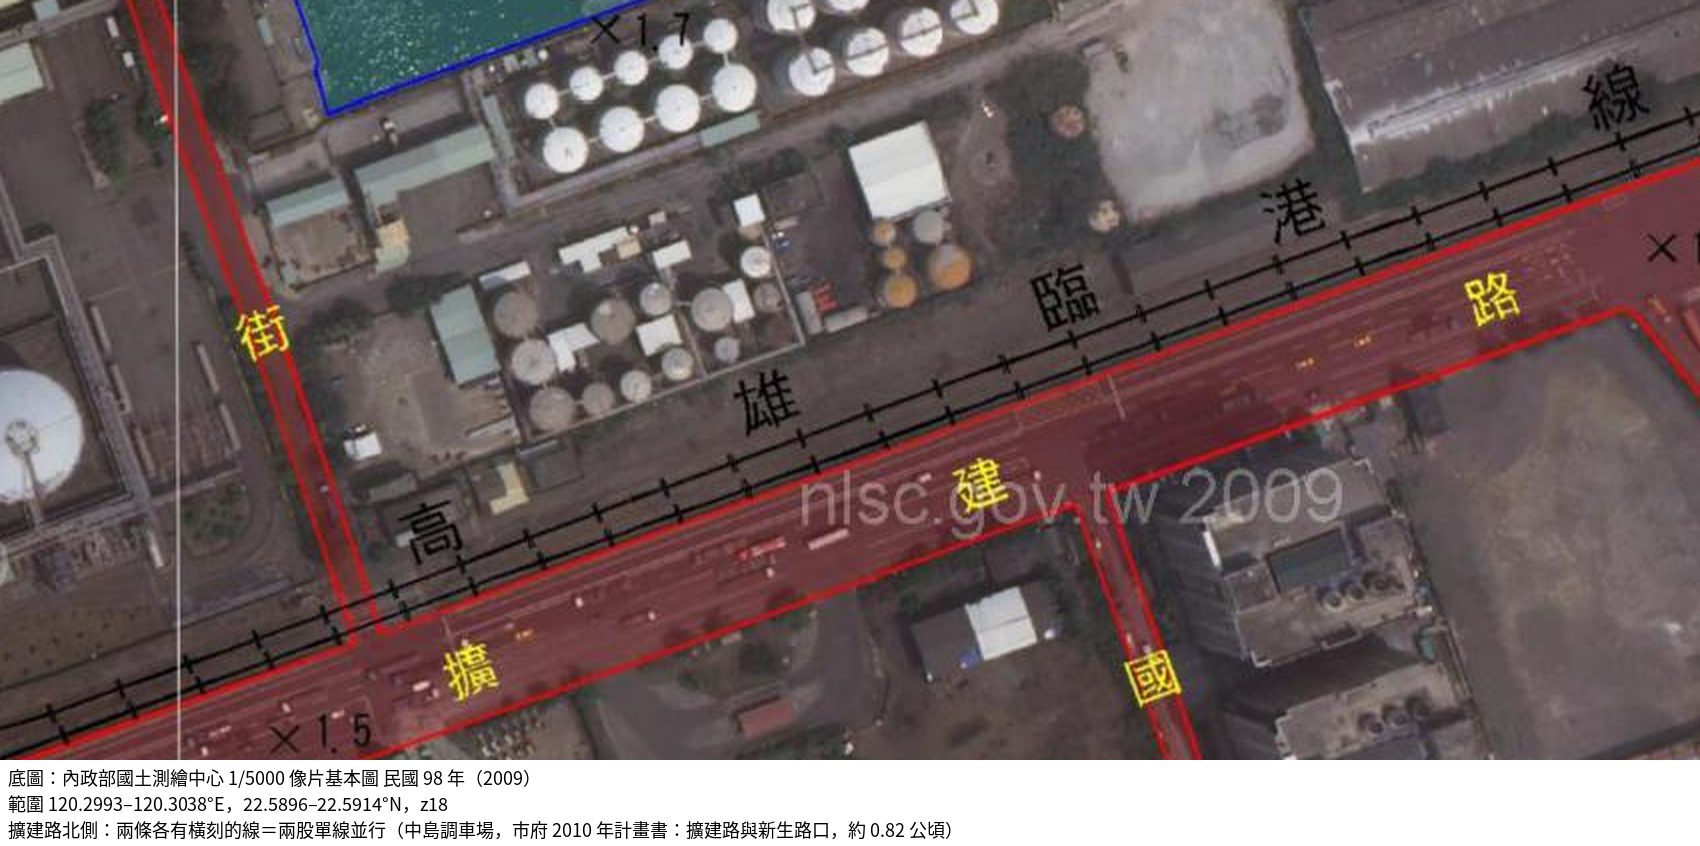 ×1.7
線
港
路
臨
街
雄
建
nlsc.gov.tw 2009
高
國
擴
×1.5
底圖：內政部國土測繪中心 1/5000 像片基本圖 民國 98 年（2009）
範圍 120.2993–120.3038°E，22.5896–22.5914°N，z18
擴建路北側：兩條各有橫刻的線＝兩股單線並行（中島調車場，市府 2010 年計畫書：擴建路與新生路口，約 0.82 公頃）